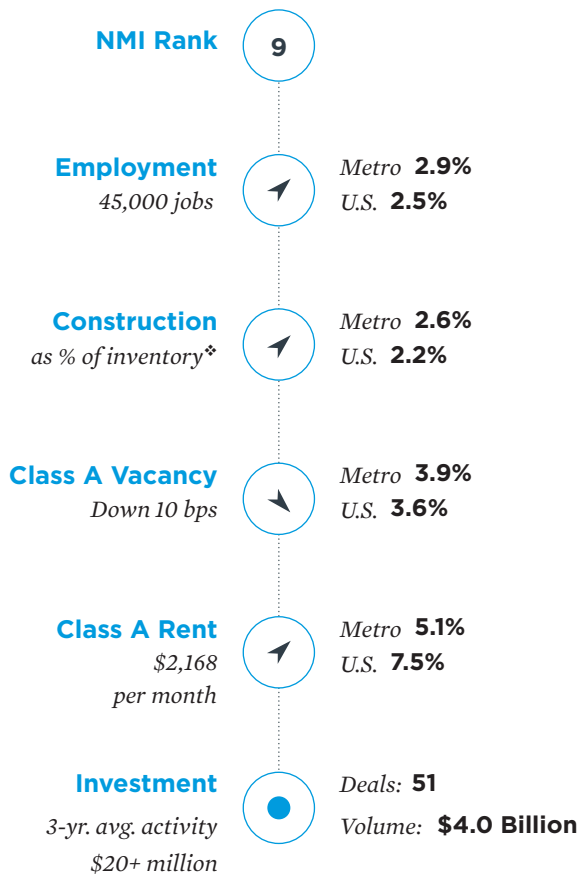 NMI Rank 9
Employment
45,000 jobs
Metro 2.9%
U.S. 2.5%
Construction
as % of inventory❖
Metro 2.6%
U.S. 2.2%
Class A Vacancy
Down 10 bps
Metro 3.9%
U.S. 3.6%
Class A Rent
$2,168
per month
Metro 5.1%
U.S. 7.5%
Investment
3-yr. avg. activity
$20+ million
Deals: 51
Volume: $4.0 Billion